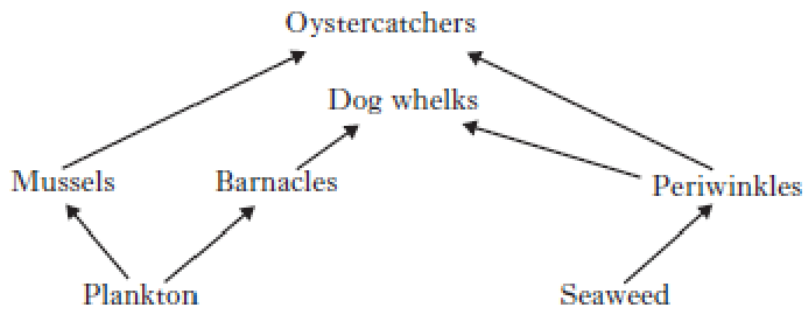 Oystercatchers
Dog whelks
Mussels
Barnacles
Periwinkles
Plankton
Seaweed